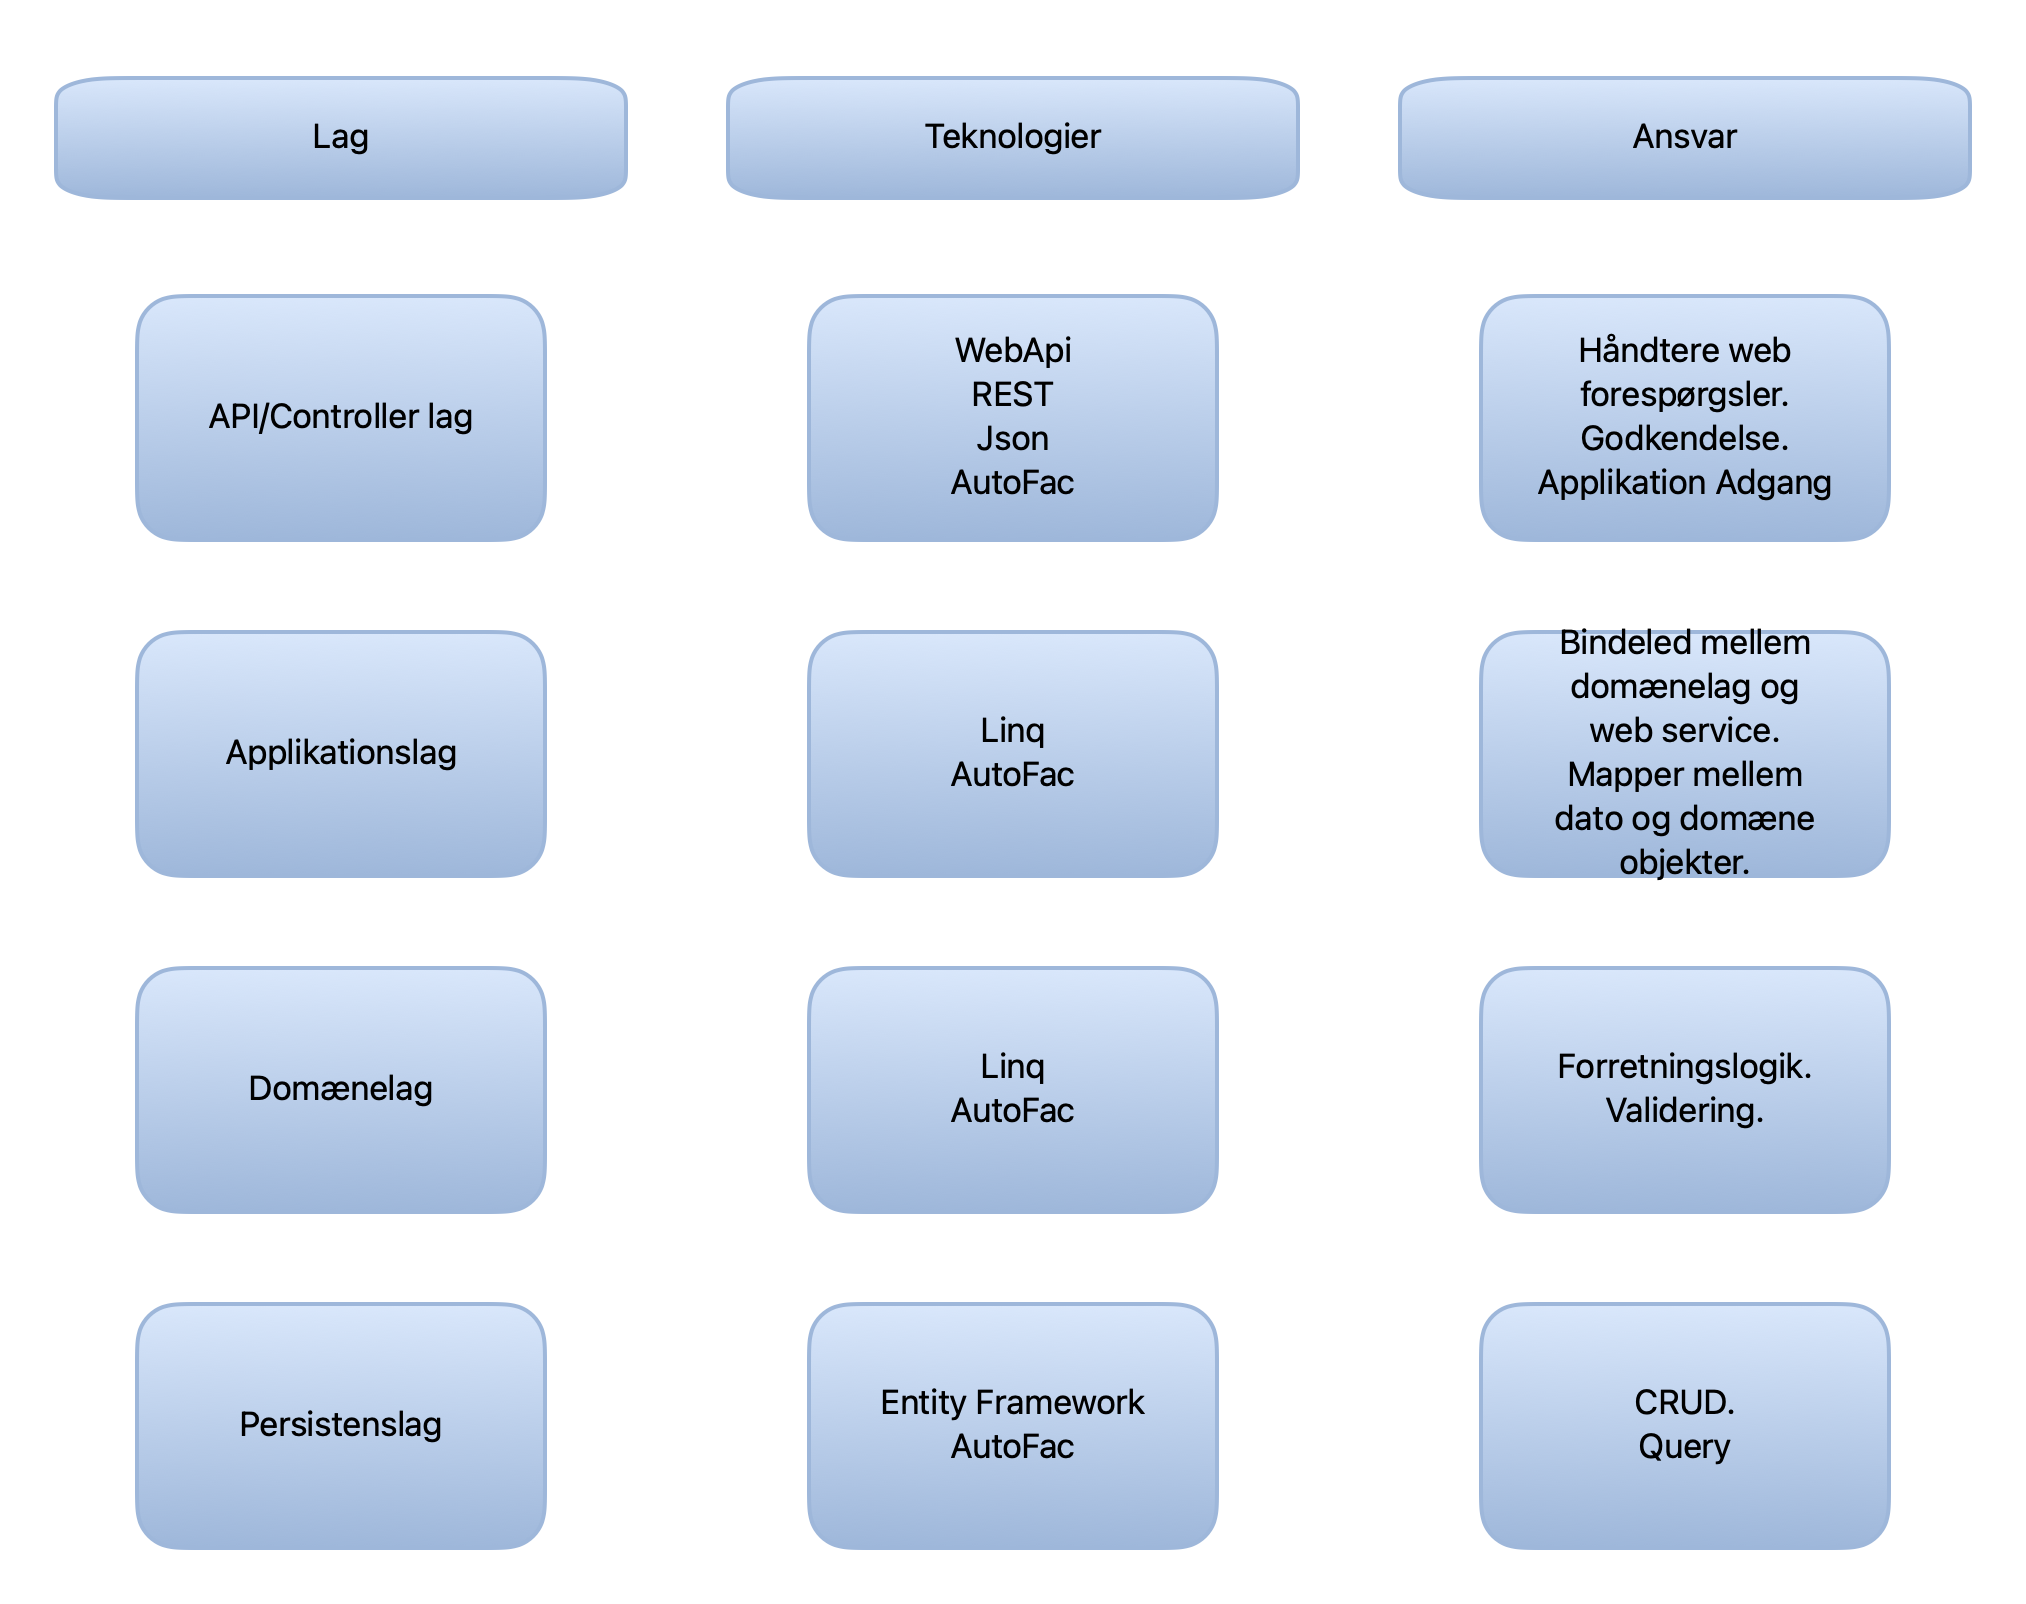 Lag
Teknologier
Ansvar
API/Controller lag
WebApi
REST
Json
AutoFac
Håndtere web
forespørgsler.
Godkendelse.
Applikation Adgang
Applikationslag
Linq
AutoFac
Bindeled mellem
domænelag og
web service.
Mapper mellem
dato og domæne
objekter.
Domænelag
Linq
AutoFac
Forretningslogik.
Validering.
Persistenslag
Entity Framework
AutoFac
CRUD.
Query